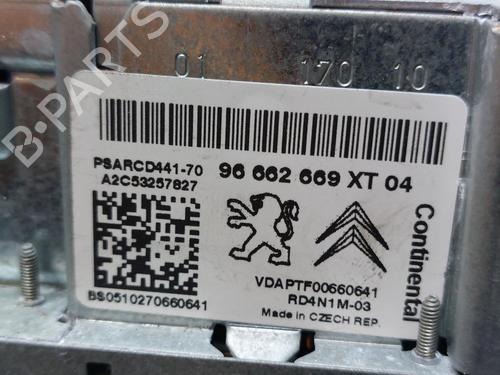 01 170 10
PSARCD441-70
A2C53257827
96 662 669 XT 04
Continental
VDAPTF00660641
RD4N1M-03
Made in CZECH REP.
BS0510270660641
B-PARTS